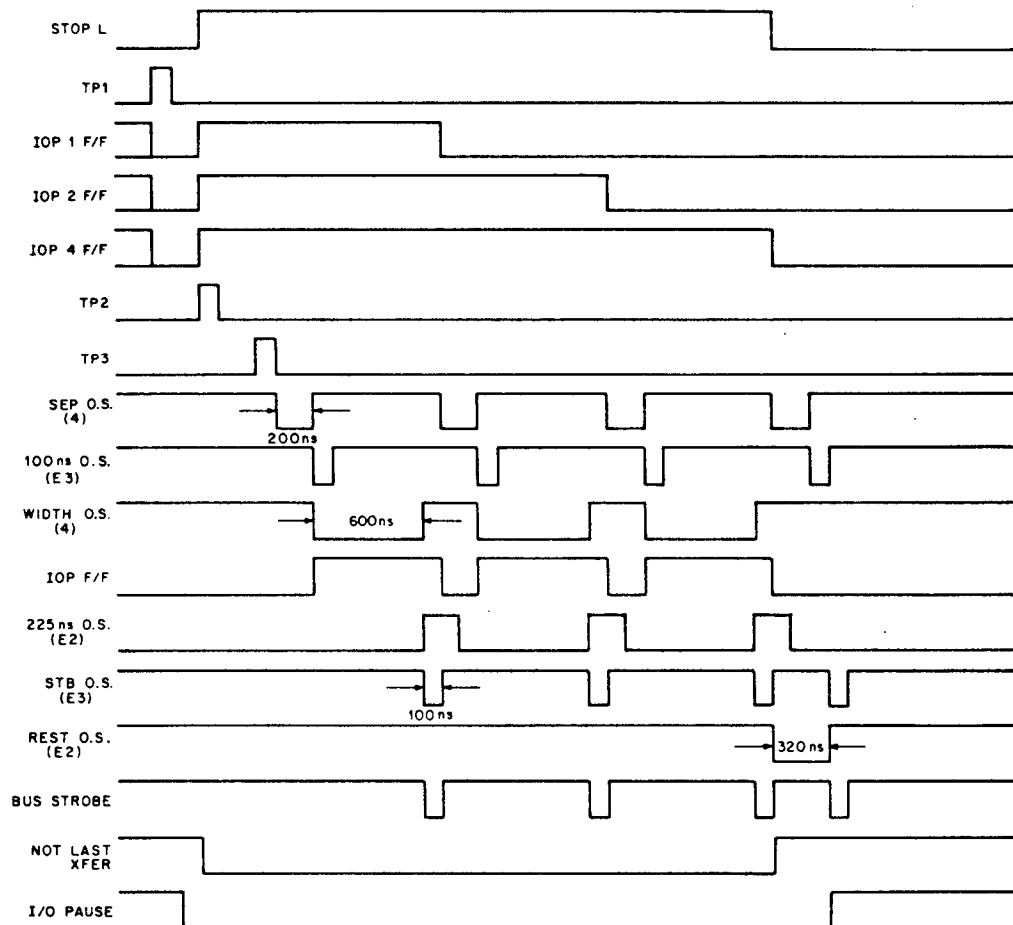 STOP L
TP1
IOP 1 F/F
IOP 2 F/F
IOP 4 F/F
TP2
TP3
SEP O.S.
(4)
200ns
100ns O.S.
(E3)
WIDTH O.S.
(4)
600ns
IOP F/F
225ns O.S.
(E2)
STB O.S.
(E3)
100ns
REST O.S.
(E2)
320ns
BUS STROBE
NOT LAST
XFER
I/O PAUSE